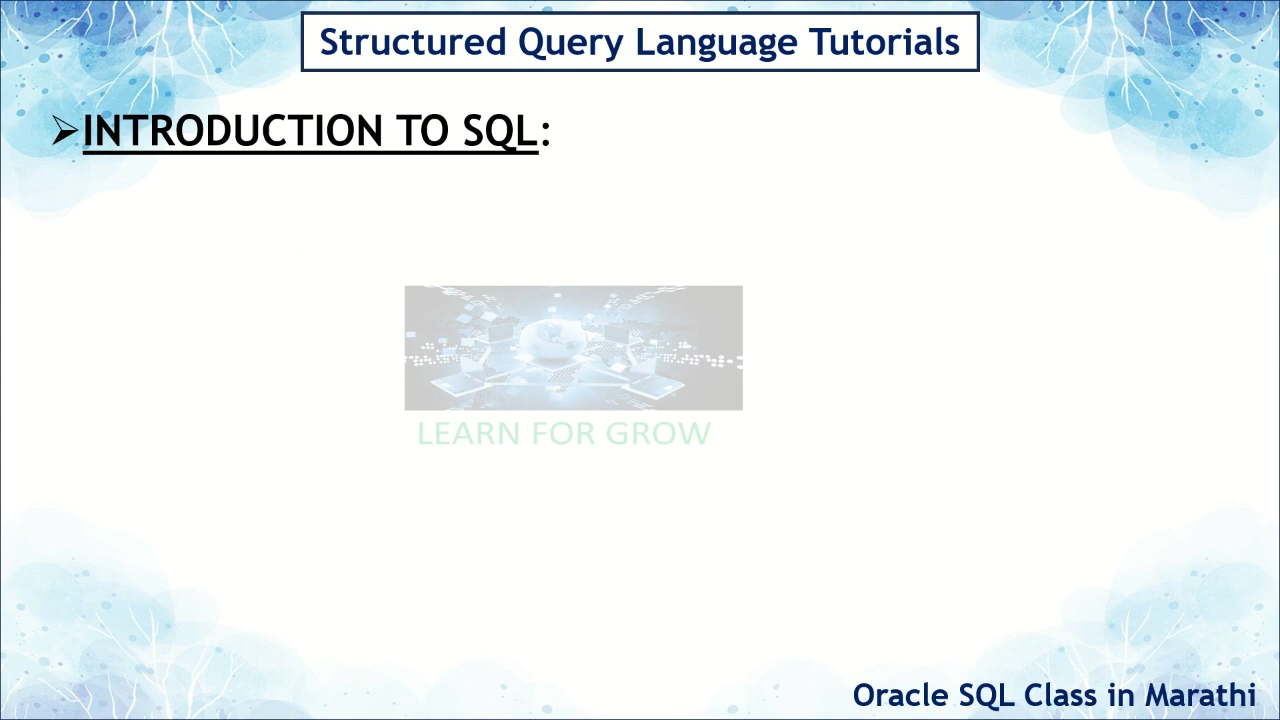 Structured Query Language Tutorials
➢INTRODUCTION TO SQL:
LEARN FOR GROW
Oracle SQL Class in Marathi